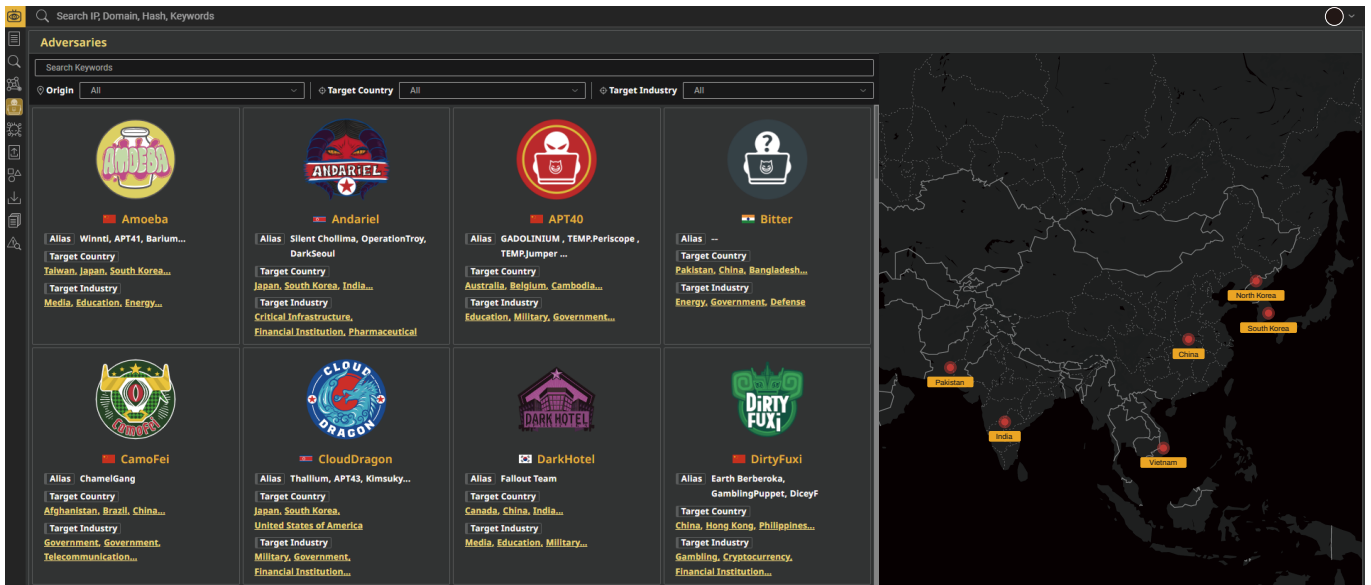 Search IP, Domain, Hash, Keywords
Adversaries
Search Keywords
Origin All Target Country All Target Industry All
AMOEBA
Amoeba
Alias Winnti, APT41, Barium...
Target Country
Taiwan, Japan, South Korea...
Target Industry
Media, Education, Energy...
ANDARIEL
Andariel
Alias Silent Chollima, OperationTroy,
DarkSeoul
Target Country
Japan, South Korea, India...
Target Industry
Critical Infrastructure,
Financial Institution, Pharmaceutical
APT40
Alias GADOLINIUM , TEMP.Periscope ,
TEMP.Jumper ...
Target Country
Australia, Belgium, Cambodia...
Target Industry
Education, Military, Government...
?
Bitter
Alias --
Target Country
Pakistan, China, Bangladesh...
Target Industry
Energy, Government, Defense
CamoFei
CamoFei
Alias ChamelGang
Target Country
Afghanistan, Brazil, China...
Target Industry
Government, Government,
Telecommunication...
CLOUD
DRAGON
CloudDragon
Alias Thallium, APT43, Kimsuky...
Target Country
Japan, South Korea,
United States of America
Target Industry
Military, Government,
Financial Institution...
DARK HOTEL
DarkHotel
Alias Fallout Team
Target Country
Canada, China, India...
Target Industry
Media, Education, Military...
DiRTY
FUXi
DirtyFuxi
Alias Earth Berberoka,
GamblingPuppet, DiceyF
Target Country
China, Hong Kong, Philippines...
Target Industry
Gambling, Cryptocurrency,
Financial Institution...
North Korea
South Korea
China
Pakistan
India
Vietnam